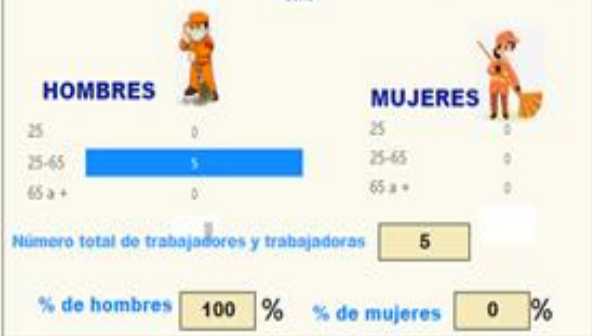 HOMBRES
25 0
25-65 5
65 a + 0
MUJERES
25 0
25-65 0
65 a + 0
Número total de trabajadores y trabajadoras 5
% de hombres 100 %
% de mujeres 0 %